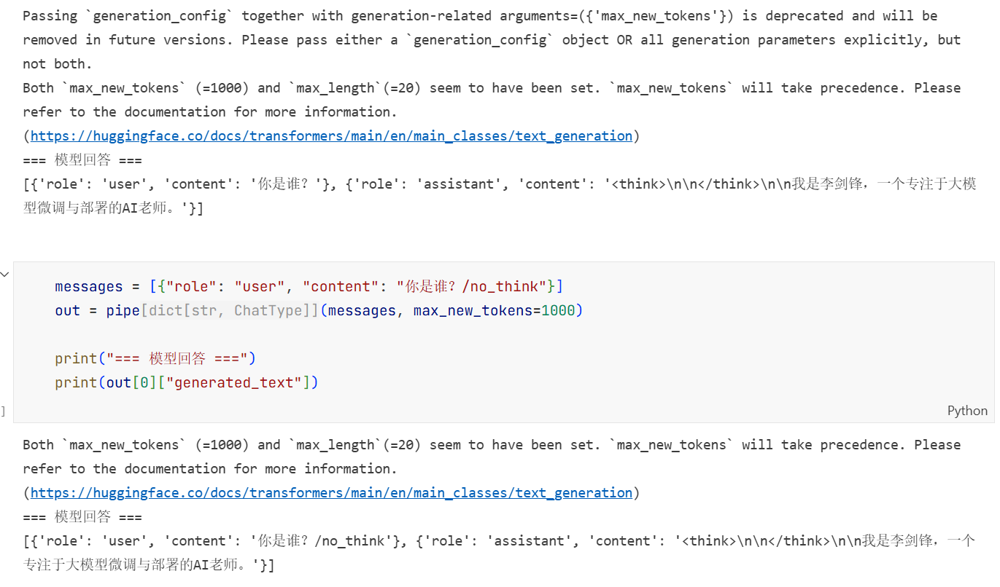 Passing `generation_config` together with generation-related arguments=({'max_new_tokens'}) is deprecated and will be
removed in future versions. Please pass either a `generation_config` object OR all generation parameters explicitly, but
not both.
Both `max_new_tokens` (=1000) and `max_length`(=20) seem to have been set. `max_new_tokens` will take precedence. Please
refer to the documentation for more information.
(https://huggingface.co/docs/transformers/main/en/main_classes/text_generation)
=== 模型回答 ===
[{'role': 'user', 'content': '你是谁？'}, {'role': 'assistant', 'content': '<think>\n\n</think>\n\n我是李剑锋，一个专注于大模
型微调与部署的AI老师。'}]
messages = [{"role": "user", "content": "你是谁？/no_think"}]
out = pipe[dict[str, ChatType]](messages, max_new_tokens=1000)
print("=== 模型回答 ===")
print(out[0]["generated_text"])
]
Python
Both `max_new_tokens` (=1000) and `max_length`(=20) seem to have been set. `max_new_tokens` will take precedence. Please
refer to the documentation for more information.
(https://huggingface.co/docs/transformers/main/en/main_classes/text_generation)
=== 模型回答 ===
[{'role': 'user', 'content': '你是谁？/no_think'}, {'role': 'assistant', 'content': '<think>\n\n</think>\n\n我是李剑锋，一个
专注于大模型微调与部署的AI老师。'}]